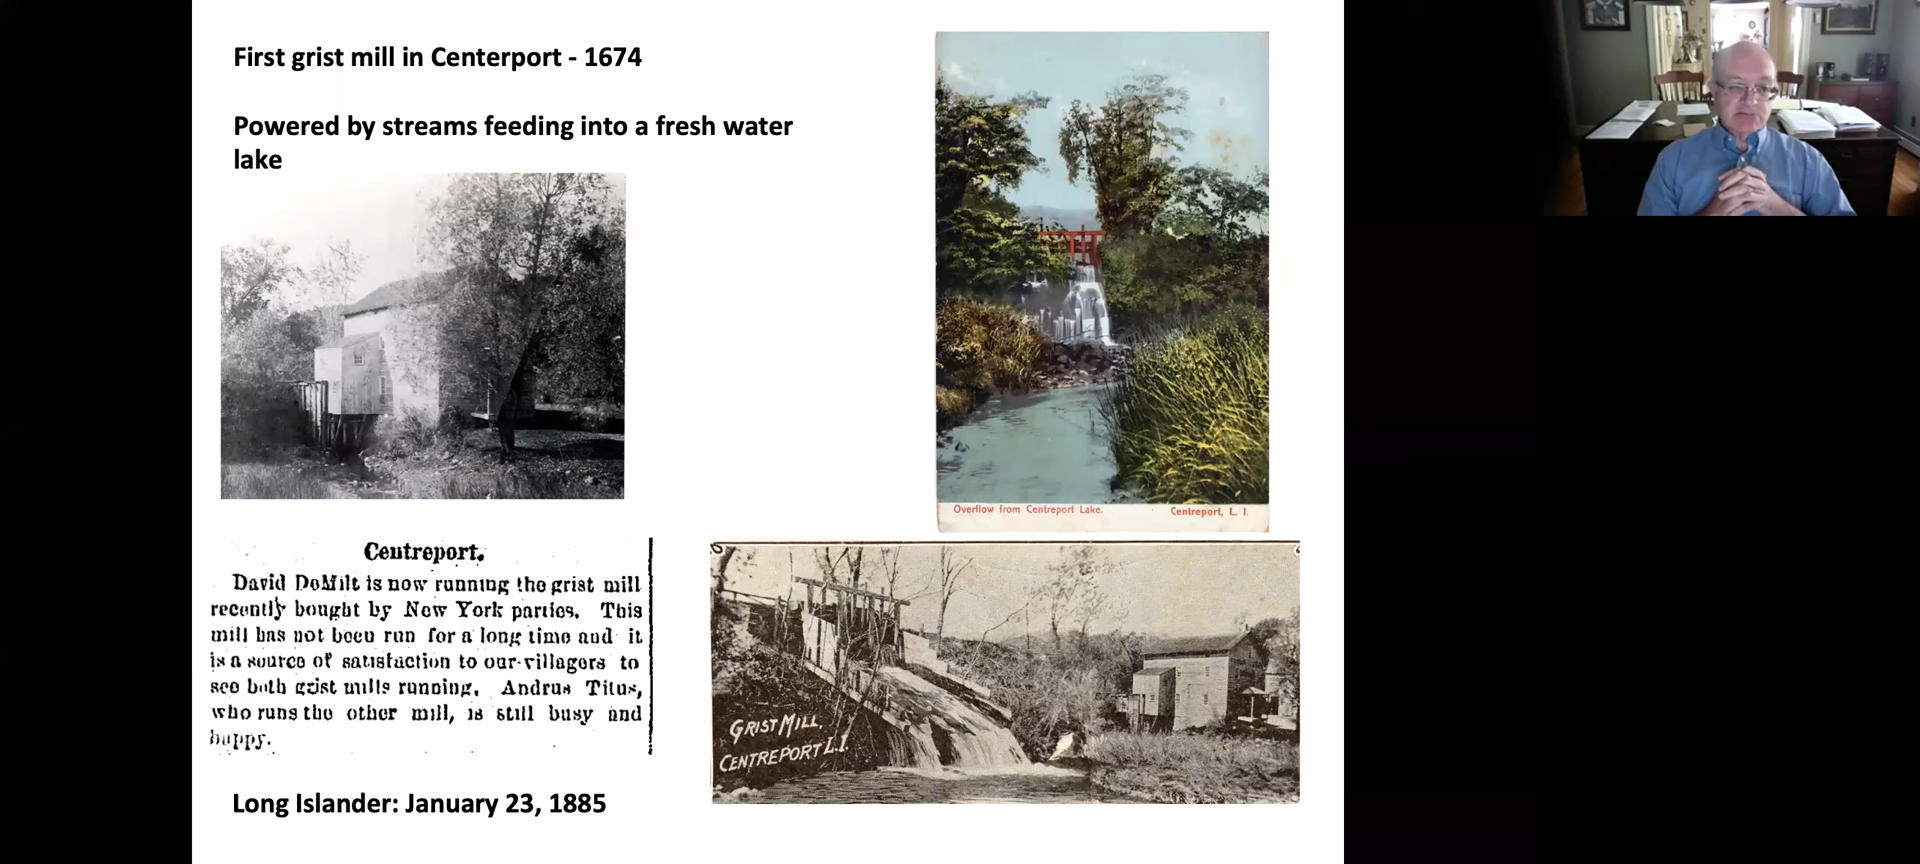 First grist mill in Centerport - 1674
Powered by streams feeding into a fresh water
lake
Overflow from Centreport Lake. Centreport, L. I.
Centreport.
David DeMilt is now running the grist mill
recently bought by New York parties. This
mill has not been run for a long time and it
is a source of satisfaction to our villagers to
see both grist mills running. Andrus Titus,
who runs the other mill, is still busy and
happy.
GRIST MILL.
CENTREPORT L.I.
Long Islander: January 23, 1885